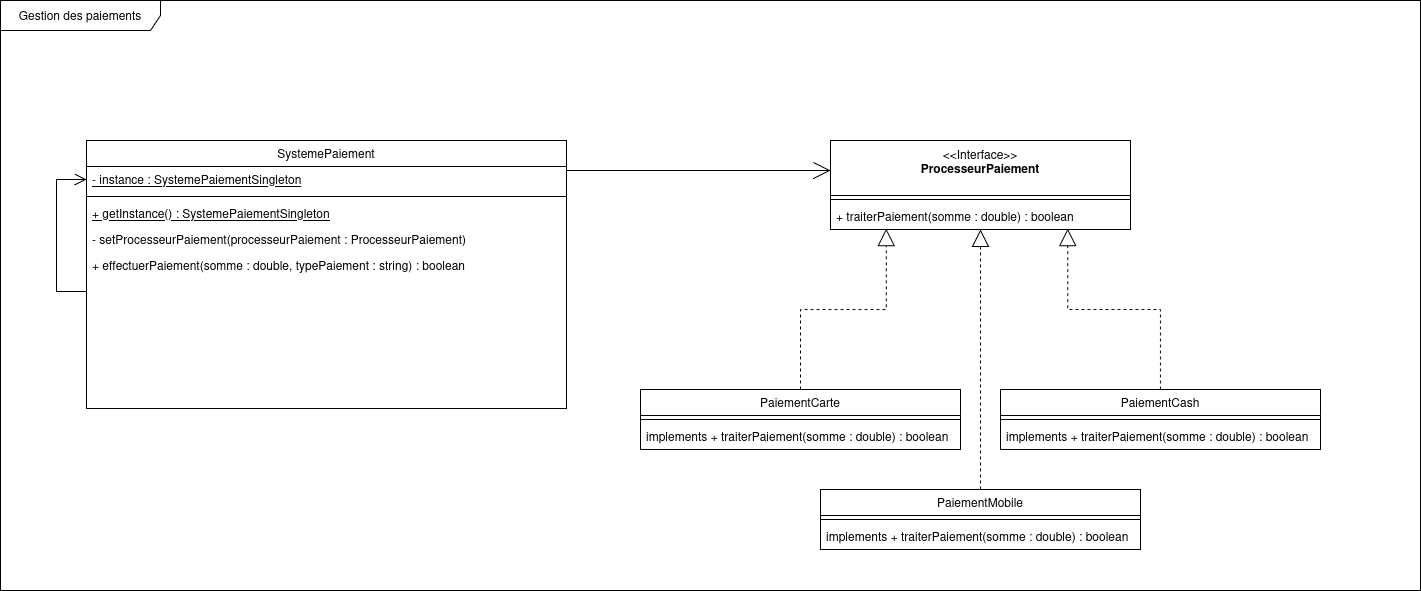 Gestion des paiements
SystemePaiement
- instance : SystemePaiementSingleton
+ getInstance() : SystemePaiementSingleton
- setProcesseurPaiement(processeurPaiement : ProcesseurPaiement)
+ effectuerPaiement(somme : double, typePaiement : string) : boolean
<<Interface>>
ProcesseurPaiement
+ traiterPaiement(somme : double) : boolean
PaiementCarte
implements + traiterPaiement(somme : double) : boolean
PaiementCash
implements + traiterPaiement(somme : double) : boolean
PaiementMobile
implements + traiterPaiement(somme : double) : boolean